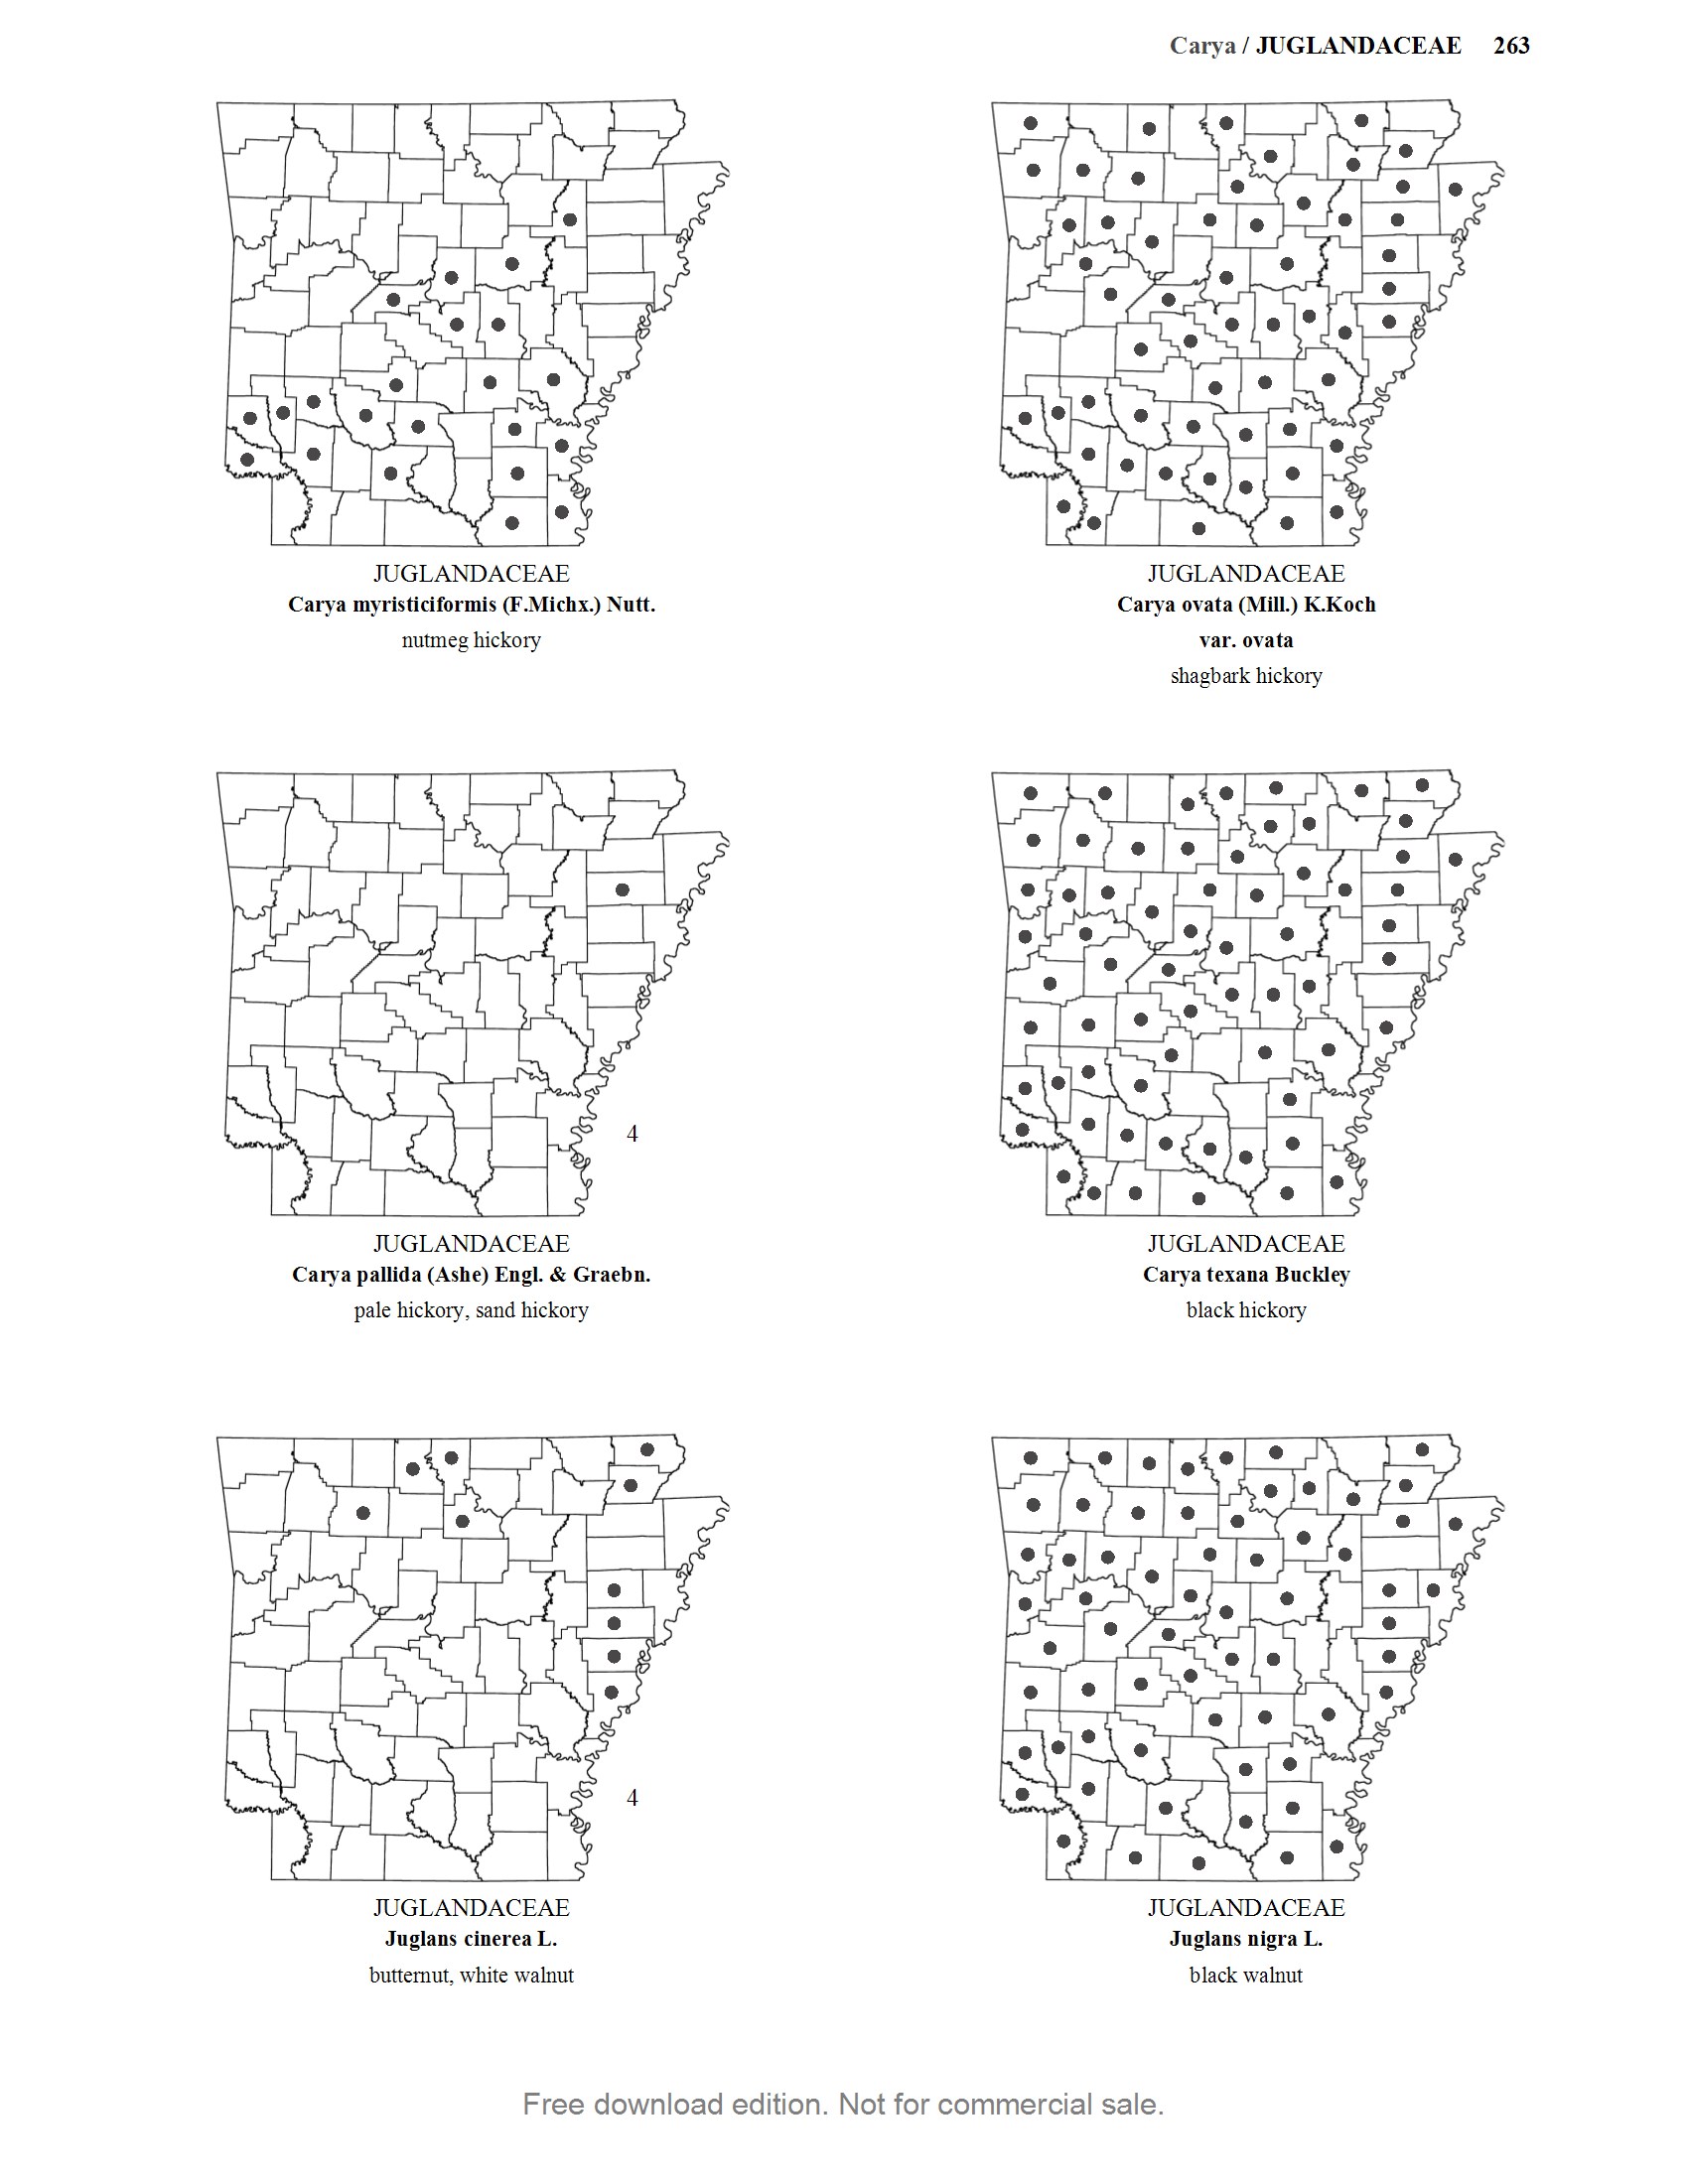 Carya / JUGLANDACEAE 263
JUGLANDACEAE
Carya myristiciformis (F.Michx.) Nutt.
nutmeg hickory
JUGLANDACEAE
Carya ovata (Mill.) K.Koch
var. ovata
shagbark hickory
4
JUGLANDACEAE
Carya pallida (Ashe) Engl. & Graebn.
pale hickory, sand hickory
JUGLANDACEAE
Carya texana Buckley
black hickory
4
JUGLANDACEAE
Juglans cinerea L.
butternut, white walnut
JUGLANDACEAE
Juglans nigra L.
black walnut
Free download edition. Not for commercial sale.